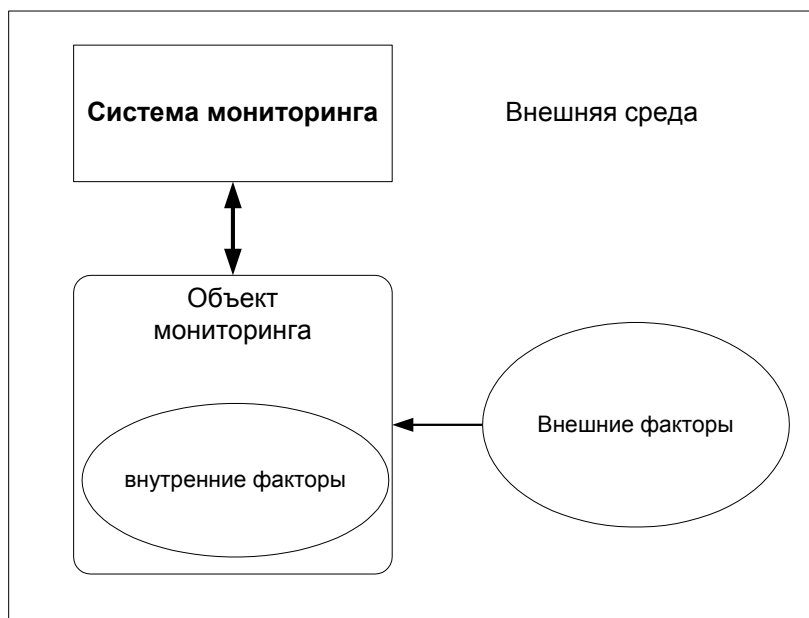 Система мониторинга
Внешняя среда
Объект
мониторинга
Внешние факторы
внутренние факторы